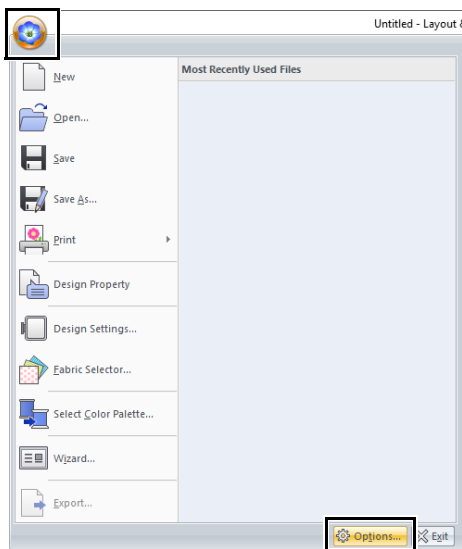 Untitled - Layout &
Most Recently Used Files
New
Open...
Save
Save As...
Print
Design Property
Design Settings...
Fabric Selector...
Select Color Palette...
Wizard...
Export...
Options...
Exit